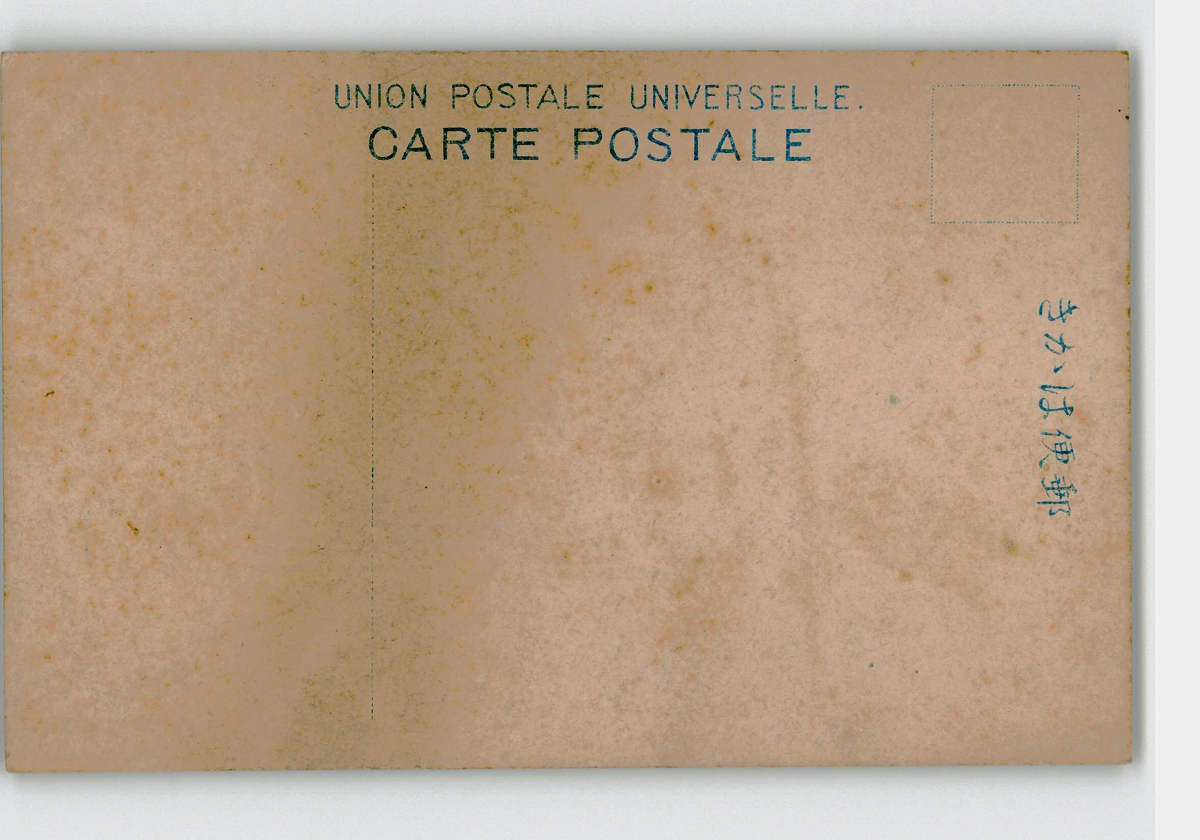 UNION POSTALE UNIVERSELLE.
CARTE POSTALE
郵便はかき